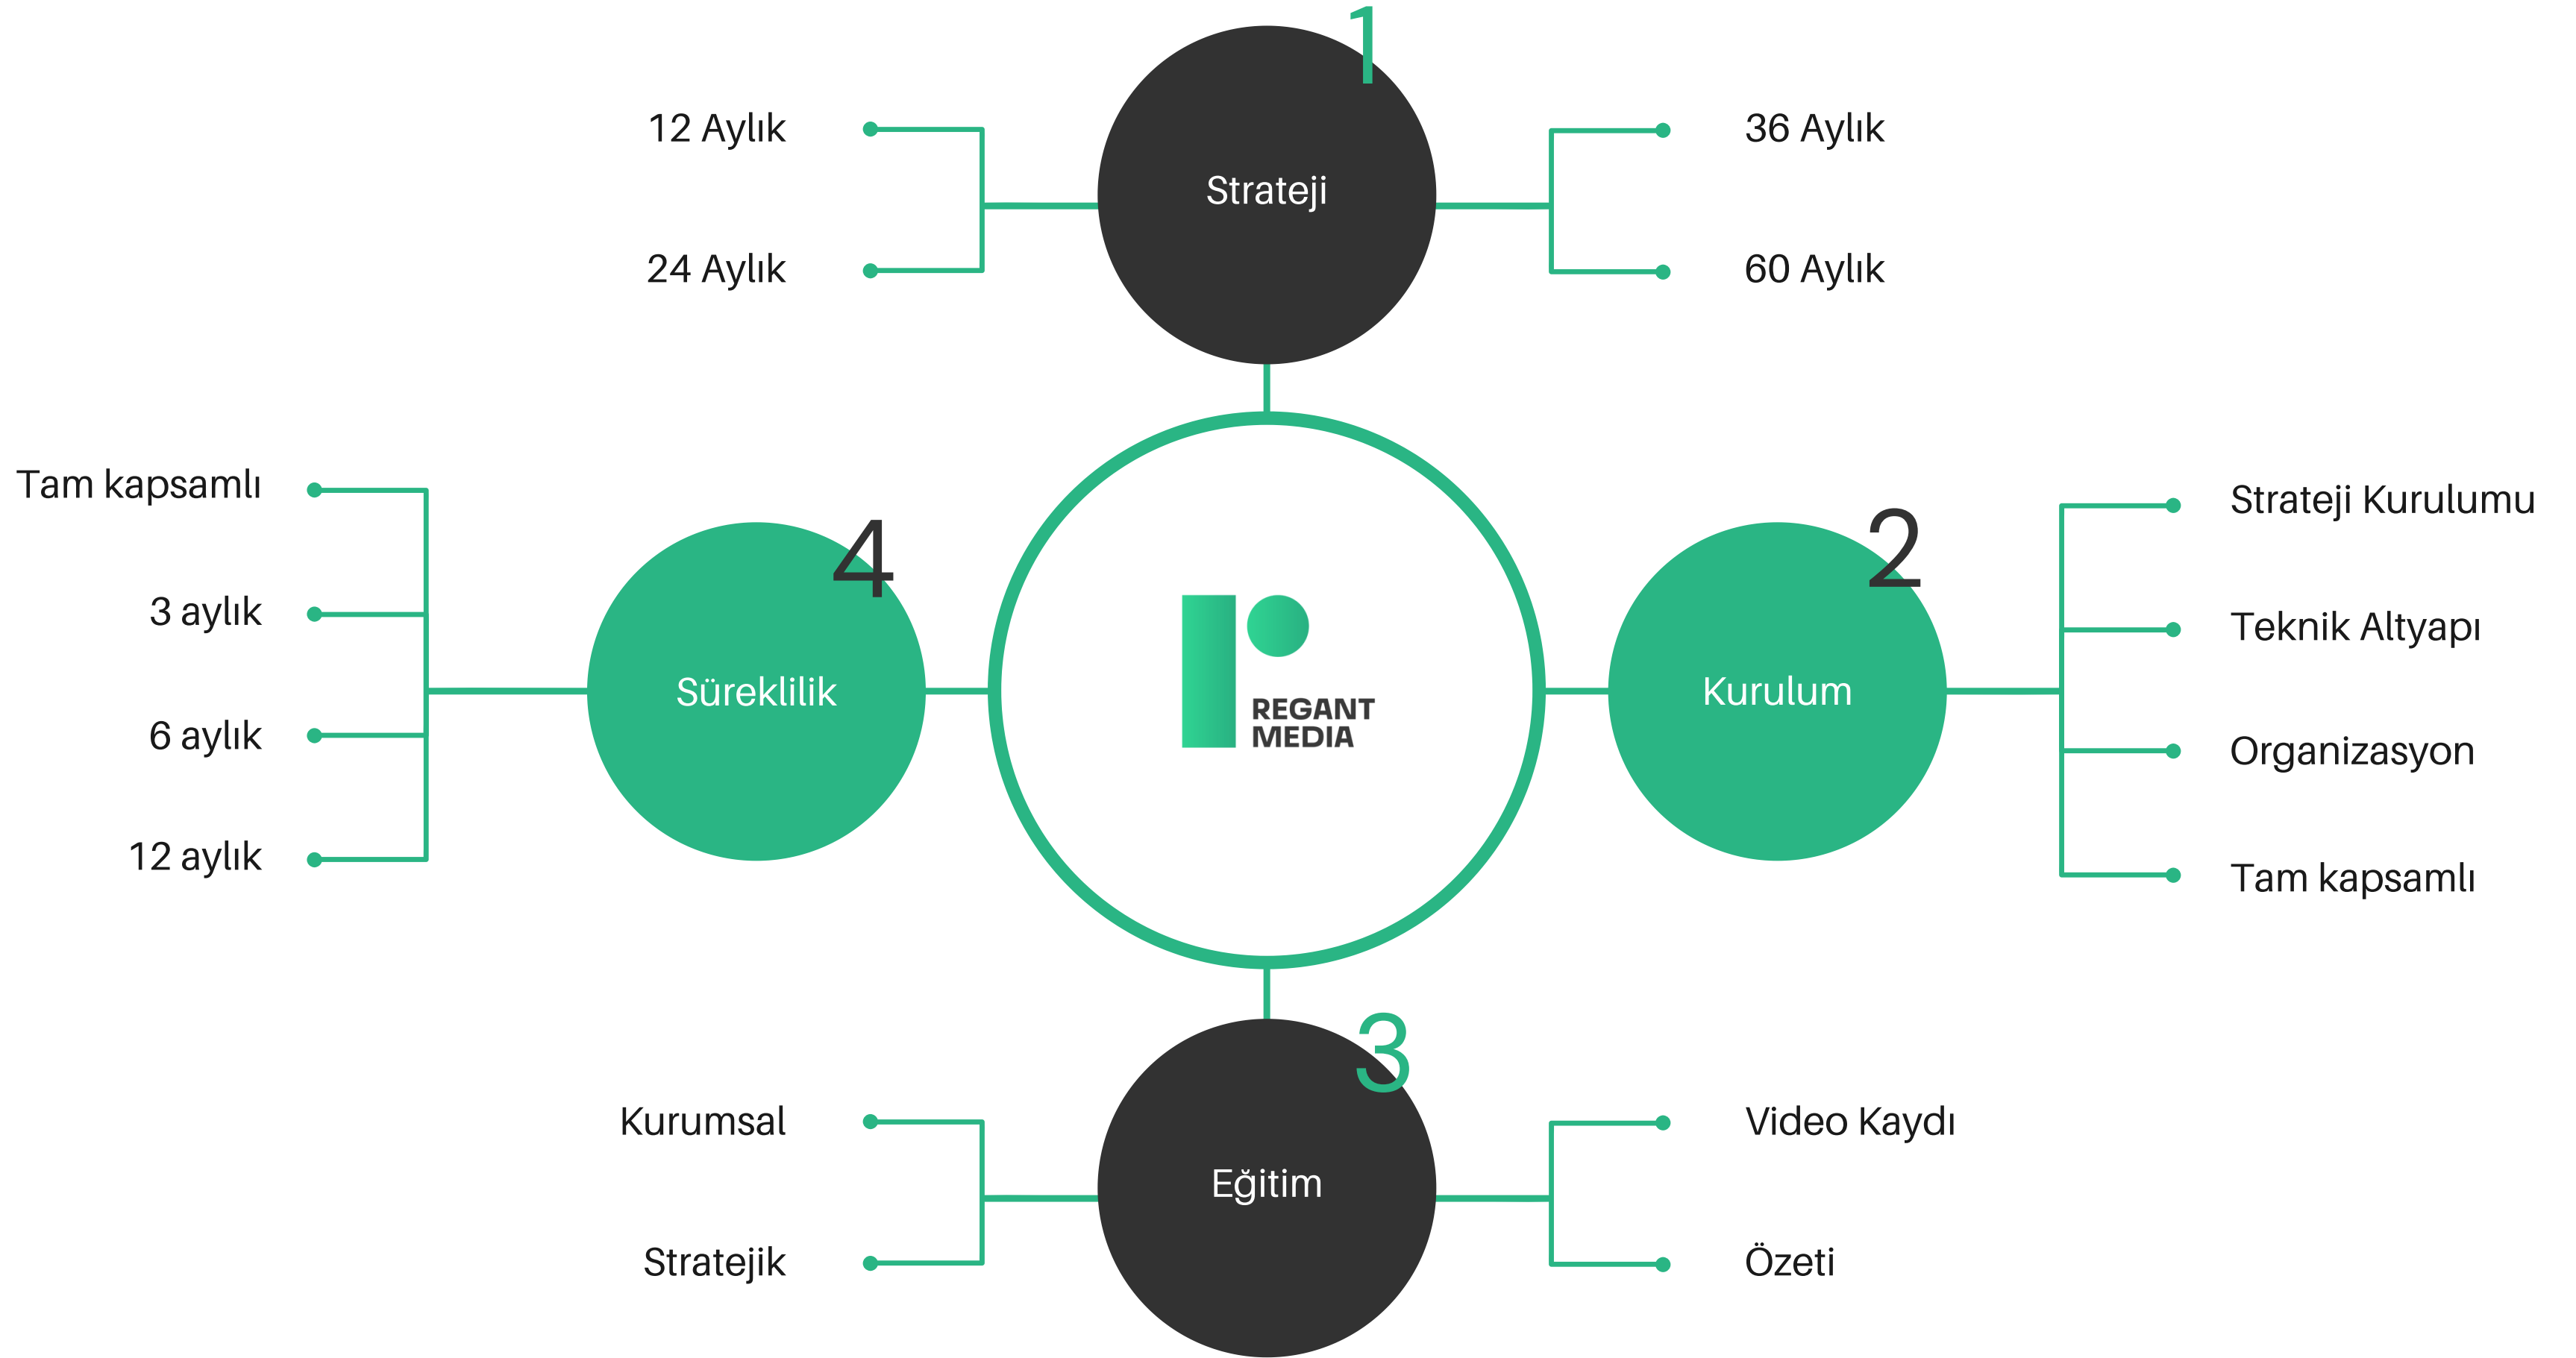 1
Strateji
12 Aylık
24 Aylık
36 Aylık
60 Aylık
2
Kurulum
Strateji Kurulumu
Teknik Altyapı
Organizasyon
Tam kapsamlı
3
Eğitim
Kurumsal
Stratejik
Video Kaydı
Özeti
4
Süreklilik
Tam kapsamlı
3 aylık
6 aylık
12 aylık
REGANT
MEDIA